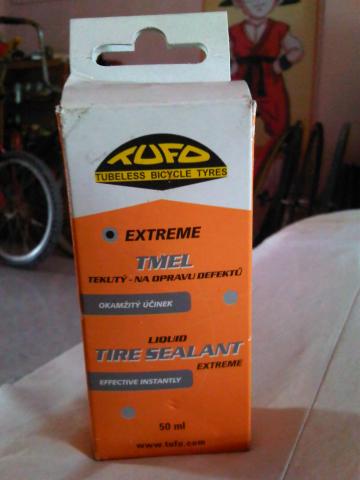 TUFO
TUBELESS BICYCLE TYRES
EXTREME
TMEL
TEKUTÝ - NA OPRAVU DEFEKTŮ
OKAMŽITÝ ÚČINEK
LIQUID
TIRE SEALANT
EXTREME
EFFECTIVE INSTANTLY
50 ml
www.tufo.com